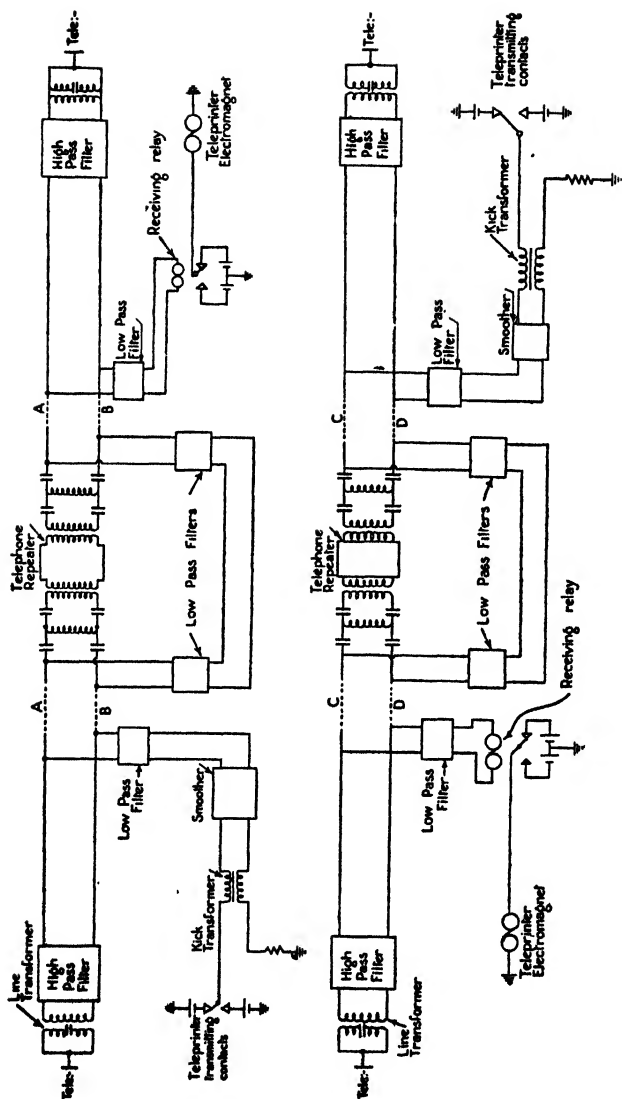 Tele:-
Line Transformer
High
Pass
Filter
A
B
Telephone
Repeater
A
B
High
Pass
Filter
Tele:-
Low Pass
Filter
Smoother
Kick Transformer
Teleprinter
transmitting
contacts
Low Pass Filters
Low Pass
Filter
Receiving relay
Teleprinter
Electromagnet
Tele:-
Line
Transformer
High
Pass
Filter
C
D
Telephone
Repeater
C
D
High
Pass
Filter
Tele:-
Low Pass
Filter
Receiving relay
Teleprinter
Electromagnet
Low Pass Filters
Low Pass
Filter
Smoother
Kick
Transformer
Teleprinter
transmitting
contacts